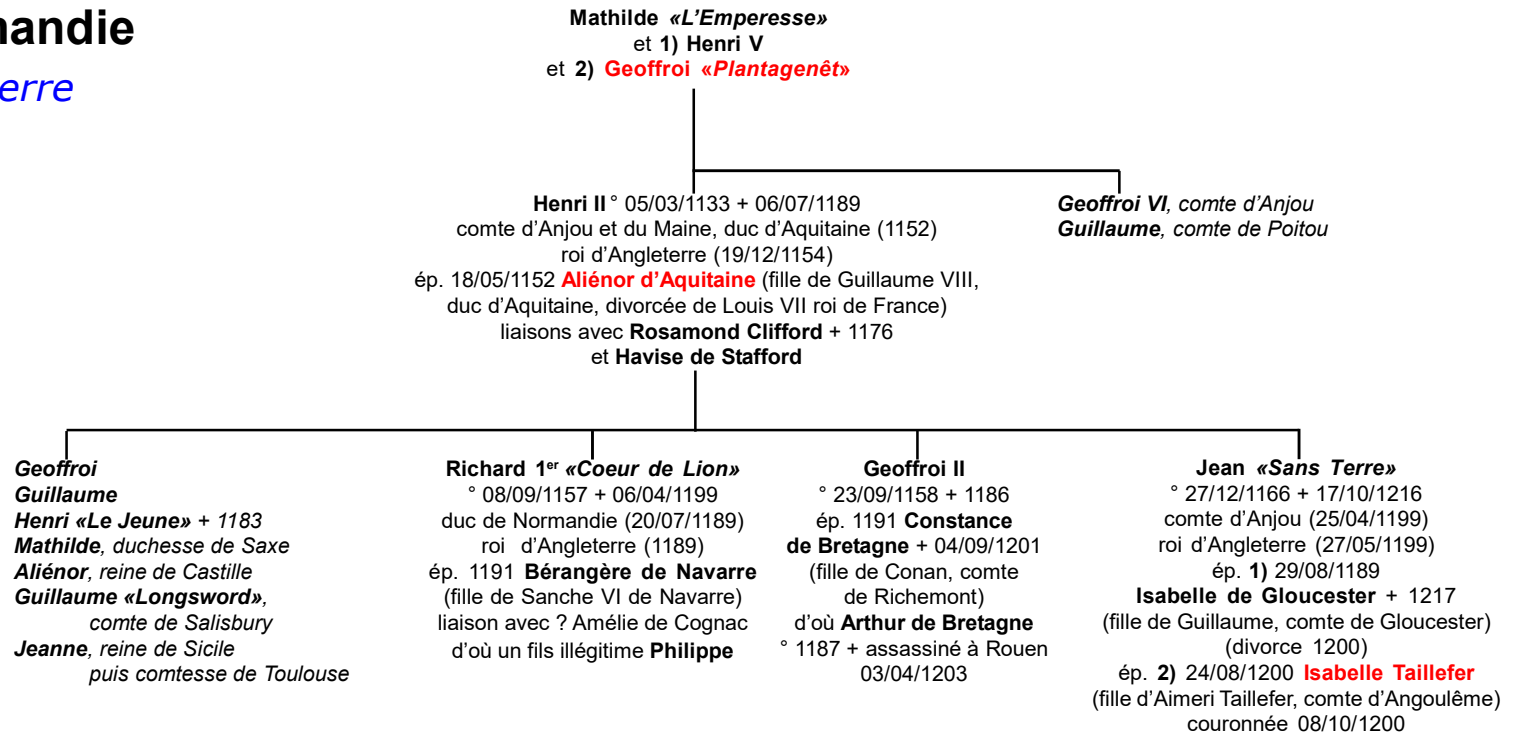 mandie
erre
Mathilde «L'Emperesse»
et 1) Henri V
et 2) Geoffroi «Plantagenêt»
Henri II ° 05/03/1133 + 06/07/1189
comte d'Anjou et du Maine, duc d'Aquitaine (1152)
roi d'Angleterre (19/12/1154)
ép. 18/05/1152 Aliénor d'Aquitaine (fille de Guillaume VIII,
duc d'Aquitaine, divorcée de Louis VII roi de France)
liaisons avec Rosamond Clifford + 1176
et Havise de Stafford
Geoffroi VI, comte d'Anjou
Guillaume, comte de Poitou
Geoffroi
Guillaume
Henri «Le Jeune» + 1183
Mathilde, duchesse de Saxe
Aliénor, reine de Castille
Guillaume «Longsword»,
comte de Salisbury
Jeanne, reine de Sicile
puis comtesse de Toulouse
Richard 1er «Coeur de Lion»
° 08/09/1157 + 06/04/1199
duc de Normandie (20/07/1189)
roi d'Angleterre (1189)
ép. 1191 Bérangère de Navarre
(fille de Sanche VI de Navarre)
liaison avec ? Amélie de Cognac
d'où un fils illégitime Philippe
Geoffroi II
° 23/09/1158 + 1186
ép. 1191 Constance
de Bretagne + 04/09/1201
(fille de Conan, comte
de Richemont)
d'où Arthur de Bretagne
° 1187 + assassiné à Rouen
03/04/1203
Jean «Sans Terre»
° 27/12/1166 + 17/10/1216
comte d'Anjou (25/04/1199)
roi d'Angleterre (27/05/1199)
ép. 1) 29/08/1189
Isabelle de Gloucester + 1217
(fille de Guillaume, comte de Gloucester)
(divorce 1200)
ép. 2) 24/08/1200 Isabelle Taillefer
(fille d'Aimeri Taillefer, comte d'Angoulême)
couronnée 08/10/1200